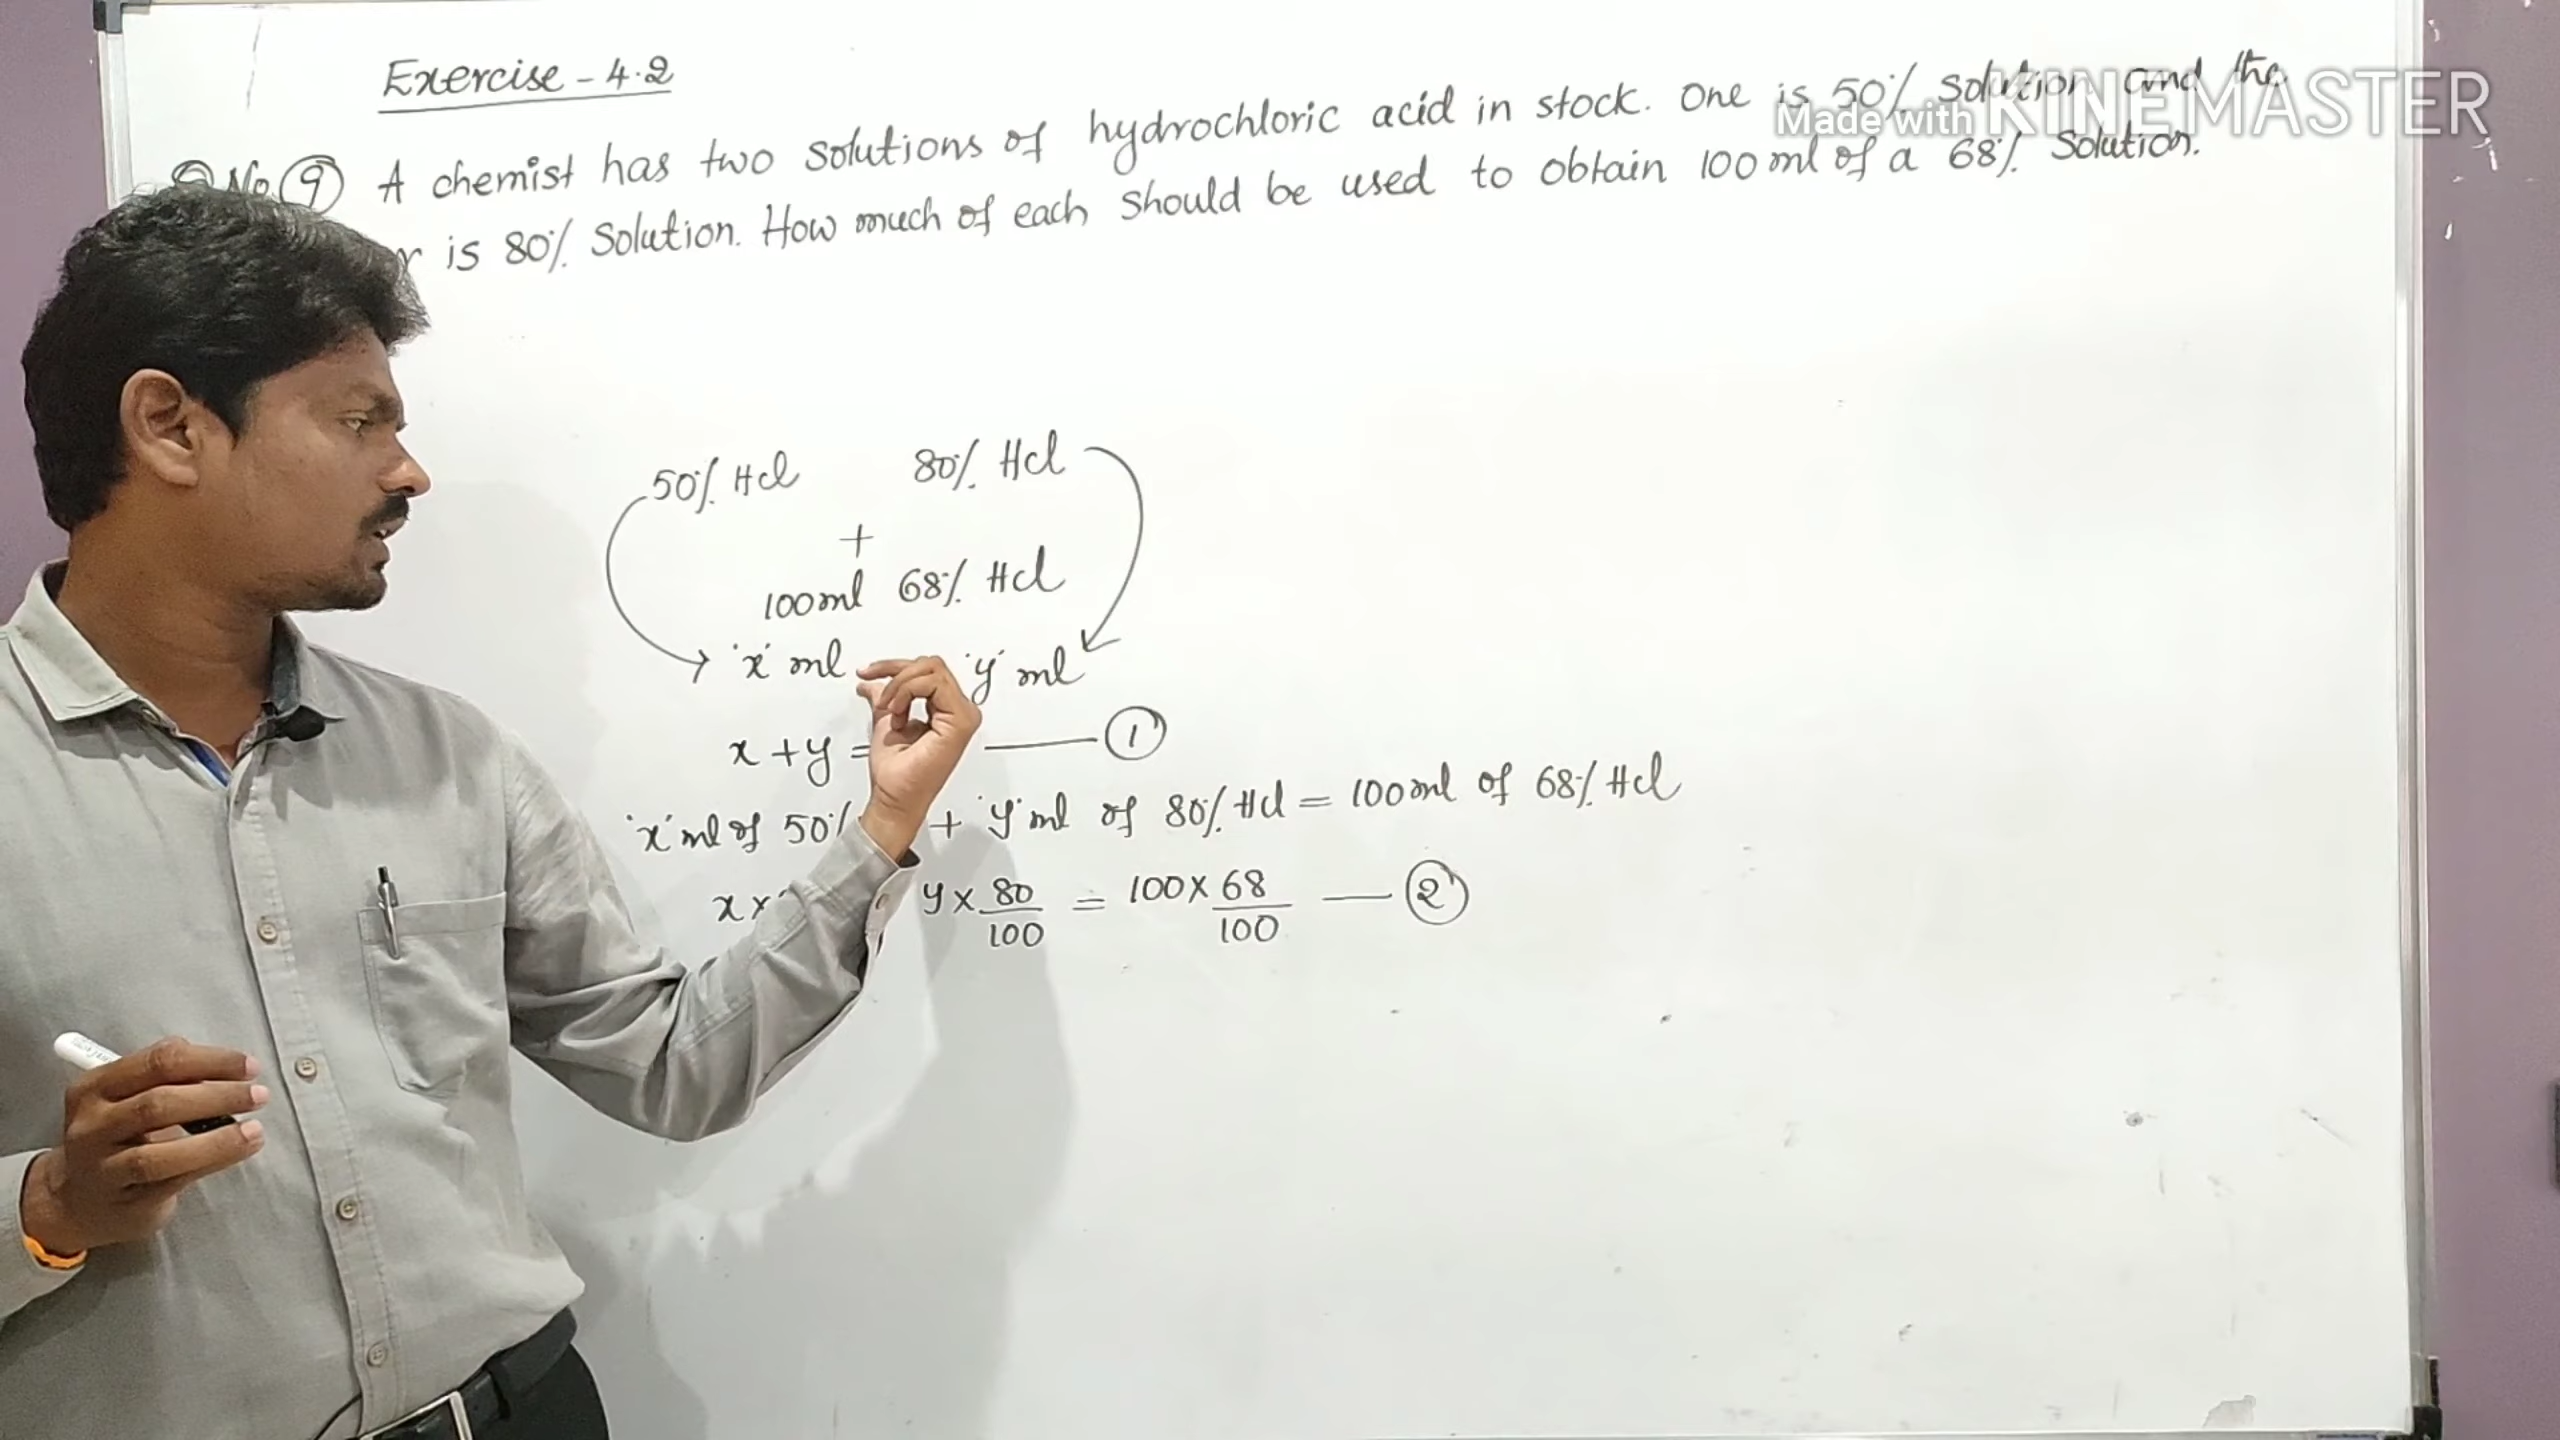 Exercise - 4.2
Made with KINEMASTER
Q No. 9 A chemist has two solutions of hydrochloric acid in stock. One is 50% solution and the
r is 80% Solution. How much of each should be used to obtain 100 ml of a 68% Solution.
50% Hcl 80% Hcl
+
100ml 68% Hcl
'x' ml 'y' ml
x + y = 1
'x' ml of 50% + 'y' ml of 80% Hcl = 100ml of 68% Hcl
x × y × 80/100 = 100 × 68/100 — 2